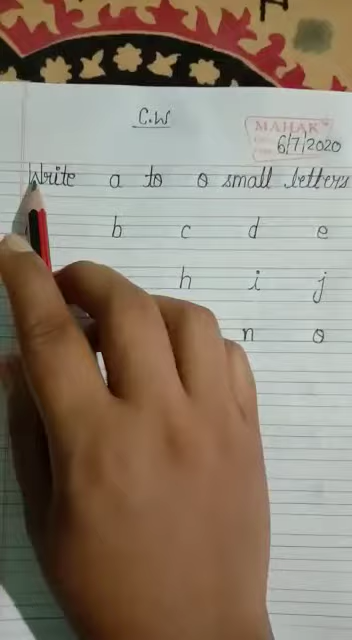 C.W
MAHAK
6/7/2020
Write a to o small letters
b c d e
h i j
n o